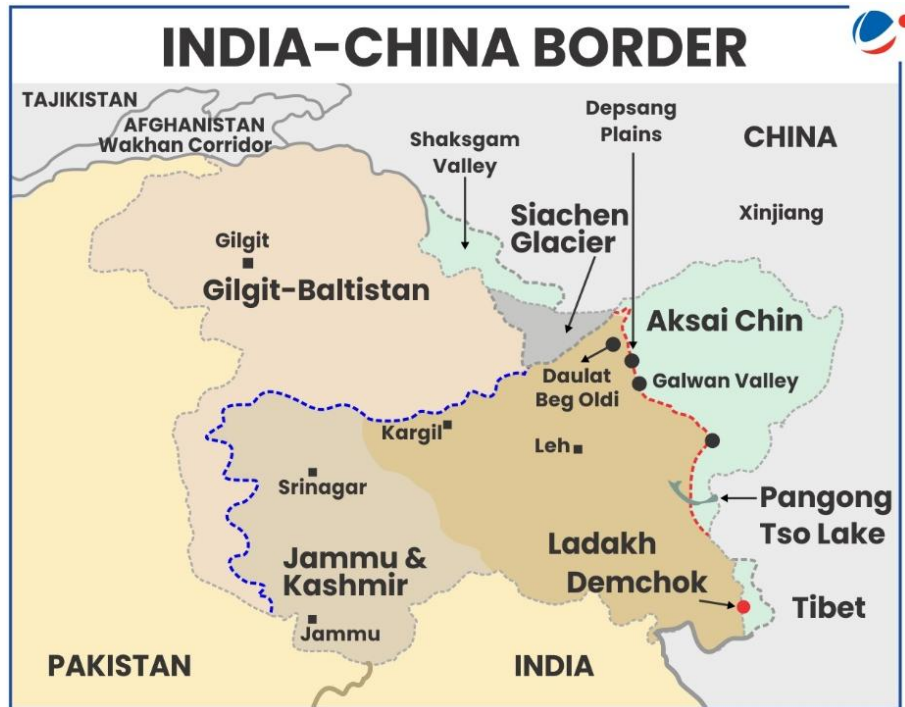 INDIA-CHINA BORDER
TAJIKISTAN
AFGHANISTAN
Wakhan Corridor
Shaksgam
Valley
Depsang
Plains
CHINA
Xinjiang
Siachen
Glacier
Gilgit
Gilgit-Baltistan
Aksai Chin
Daulat
Beg Oldi
Galwan Valley
Kargil
Leh
Srinagar
Pangong
Tso Lake
Ladakh
Jammu &
Kashmir
Demchok
Tibet
Jammu
PAKISTAN
INDIA